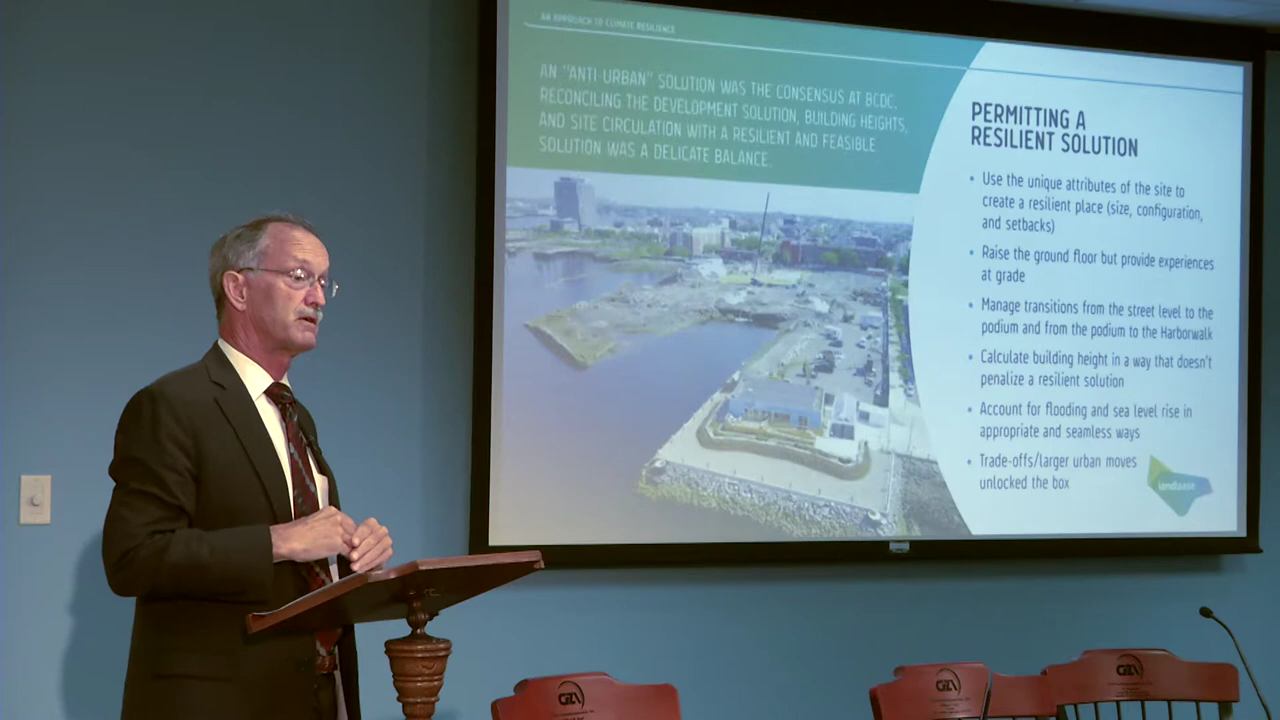 AN APPROACH TO CLIMATE RESILIENCE
AN "ANTI-URBAN" SOLUTION WAS THE CONSENSUS AT BCDC,
RECONCILING THE DEVELOPMENT SOLUTION, BUILDING HEIGHTS,
AND SITE CIRCULATION WITH A RESILIENT AND FEASIBLE
SOLUTION WAS A DELICATE BALANCE.
PERMITTING A
RESILIENT SOLUTION
• Use the unique attributes of the site to
create a resilient place (size, configuration,
and setbacks)
• Raise the ground floor but provide experiences
at grade
• Manage transitions from the street level to the
podium and from the podium to the Harborwalk
• Calculate building height in a way that doesn't
penalize a resilient solution
• Account for flooding and sea level rise in
appropriate and seamless ways
• Trade-offs/larger urban moves
unlocked the box
lendlease
GZA
GZA
GZA